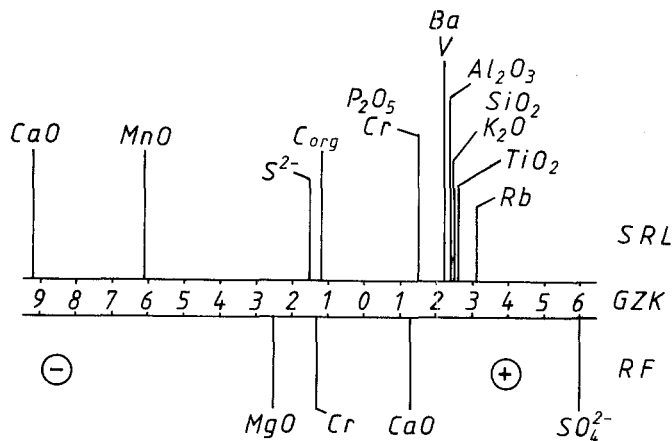 Ba
V
Al₂O₃
P₂O₅
SiO₂
CaO MnO C org Cr K₂O
S²⁻ TiO₂
Rb
SRL
9 8 7 6 5 4 3 2 1 0 1 2 3 4 5 6 GZK
− + RF
MgO Cr CaO SO₄²⁻